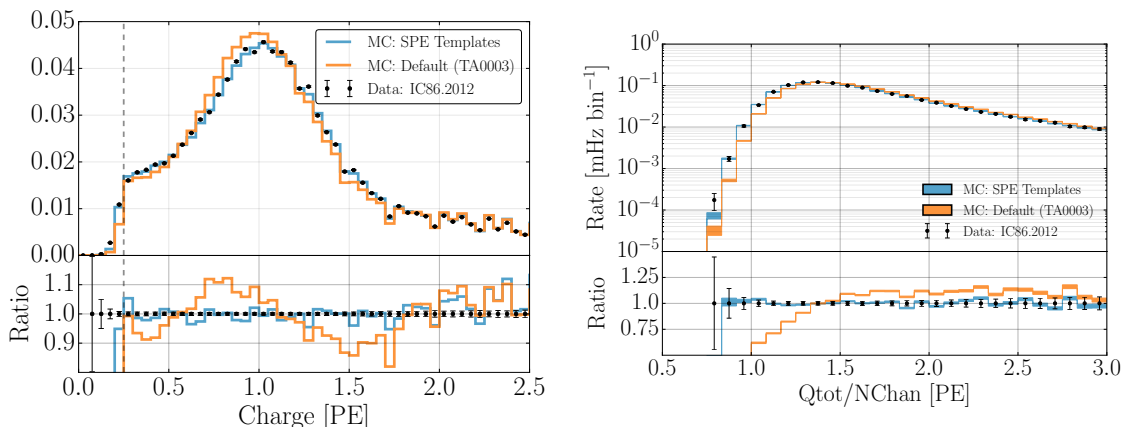 0.05
0.04
0.03
0.02
0.01
0.00
MC: SPE Templates
MC: Default (TA0003)
Data: IC86.2012
Ratio
1.1
1.0
0.9
0.0 0.5 1.0 1.5 2.0 2.5
Charge [PE]
Rate [mHz bin⁻¹]
10⁰
10⁻¹
10⁻²
10⁻³
10⁻⁴
10⁻⁵
MC: SPE Templates
MC: Default (TA0003)
Data: IC86.2012
Ratio
1.25
1.0
0.75
0.5 1.0 1.5 2.0 2.5 3.0
Qtot/NChan [PE]